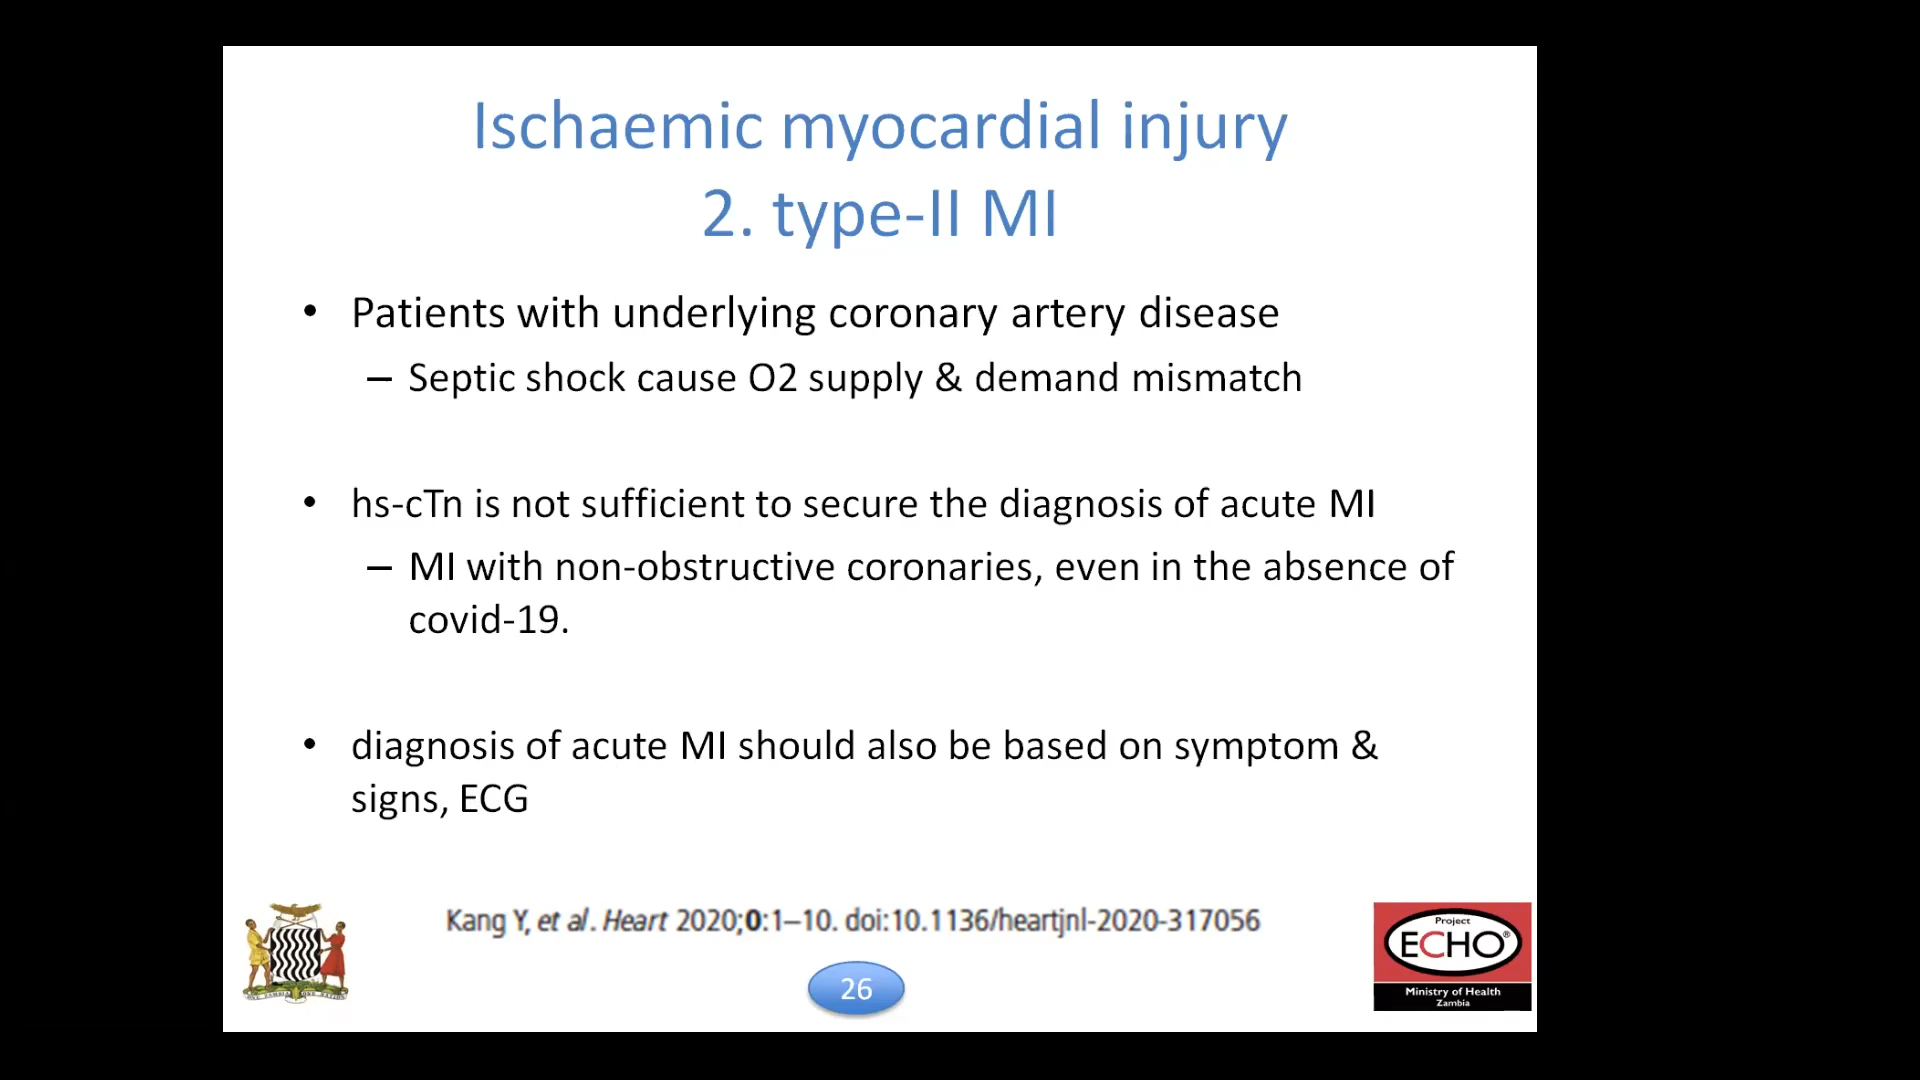 Ischaemic myocardial injury
2. type-II MI
• Patients with underlying coronary artery disease
– Septic shock cause O2 supply & demand mismatch
• hs-cTn is not sufficient to secure the diagnosis of acute MI
– MI with non-obstructive coronaries, even in the absence of
covid-19.
• diagnosis of acute MI should also be based on symptom &
signs, ECG
Kang Y, et al. Heart 2020;0:1–10. doi:10.1136/heartjnl-2020-317056
26
ONE ZAMBIA ONE NATION
Project
ECHO®
Ministry of Health
Zambia